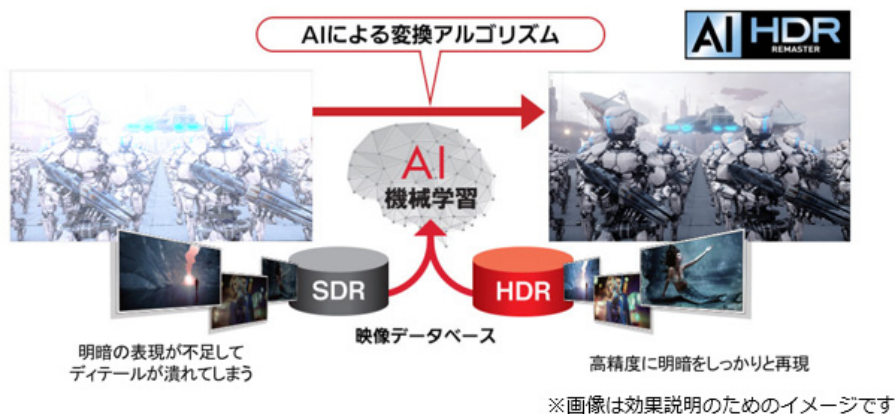 AIによる変換アルゴリズム
AI HDR
REMASTER
AI
機械学習
SDR
HDR
映像データベース
明暗の表現が不足して
ディテールが潰れてしまう
高精度に明暗をしっかりと再現
※画像は効果説明のためのイメージです